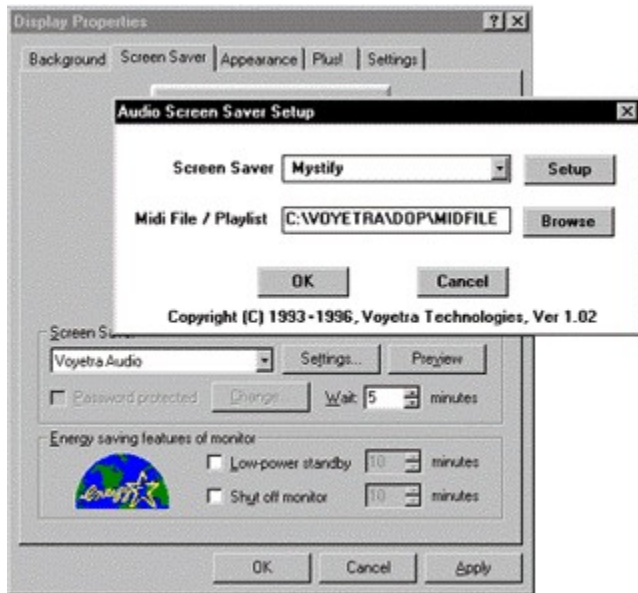 Display Properties
Background Screen Saver Appearance Plus! Settings
Audio Screen Saver Setup
Screen Saver Mystify Setup
Midi File / Playlist C:\VOYETRA\DOP\MIDFILE Browse
OK Cancel
Copyright (C) 1993-1996, Voyetra Technologies, Ver 1.02
Screen
Voyetra Audio Settings... Preview
Password protected Change... Wait: 5 minutes
Energy saving features of monitor
Low-power standby 10 minutes
energy
Shut off monitor 10 minutes
OK Cancel Apply